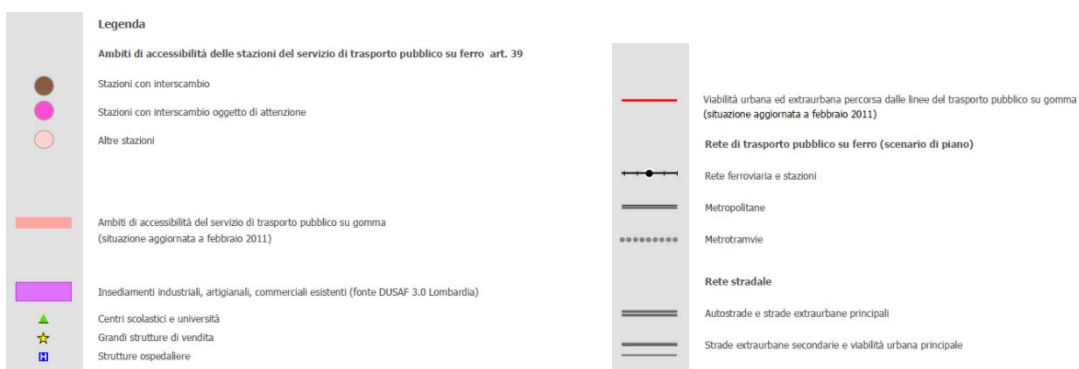 Legenda
Ambiti di accessibilità delle stazioni del servizio di trasporto pubblico su ferro art. 39
Stazioni con interscambio
Stazioni con interscambio oggetto di attenzione
Altre stazioni
Ambiti di accessibilità del servizio di trasporto pubblico su gomma
(situazione aggiornata a febbraio 2011)
Insediamenti industriali, artigianali, commerciali esistenti (fonte DUSAF 3.0 Lombardia)
Centri scolastici e università
Grandi strutture di vendita
H
Strutture ospedaliere
Viabilità urbana ed extraurbana percorsa dalle linee del trasporto pubblico su gomma
(situazione aggiornata a febbraio 2011)
Rete di trasporto pubblico su ferro (scenario di piano)
Rete ferroviaria e stazioni
Metropolitane
Metrotramvie
Rete stradale
Autostrade e strade extraurbane principali
Strade extraurbane secondarie e viabilità urbana principale